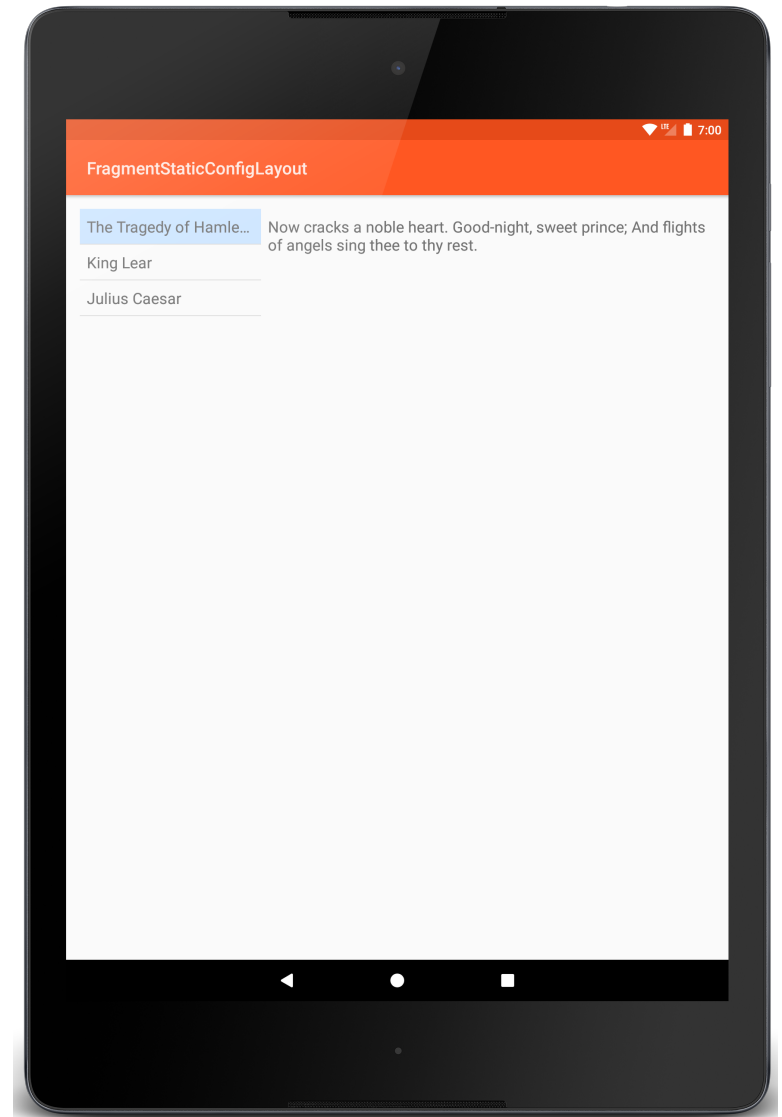 LTE 7:00
FragmentStaticConfigLayout
The Tragedy of Hamle...
King Lear
Julius Caesar
Now cracks a noble heart. Good-night, sweet prince; And flights
of angels sing thee to thy rest.